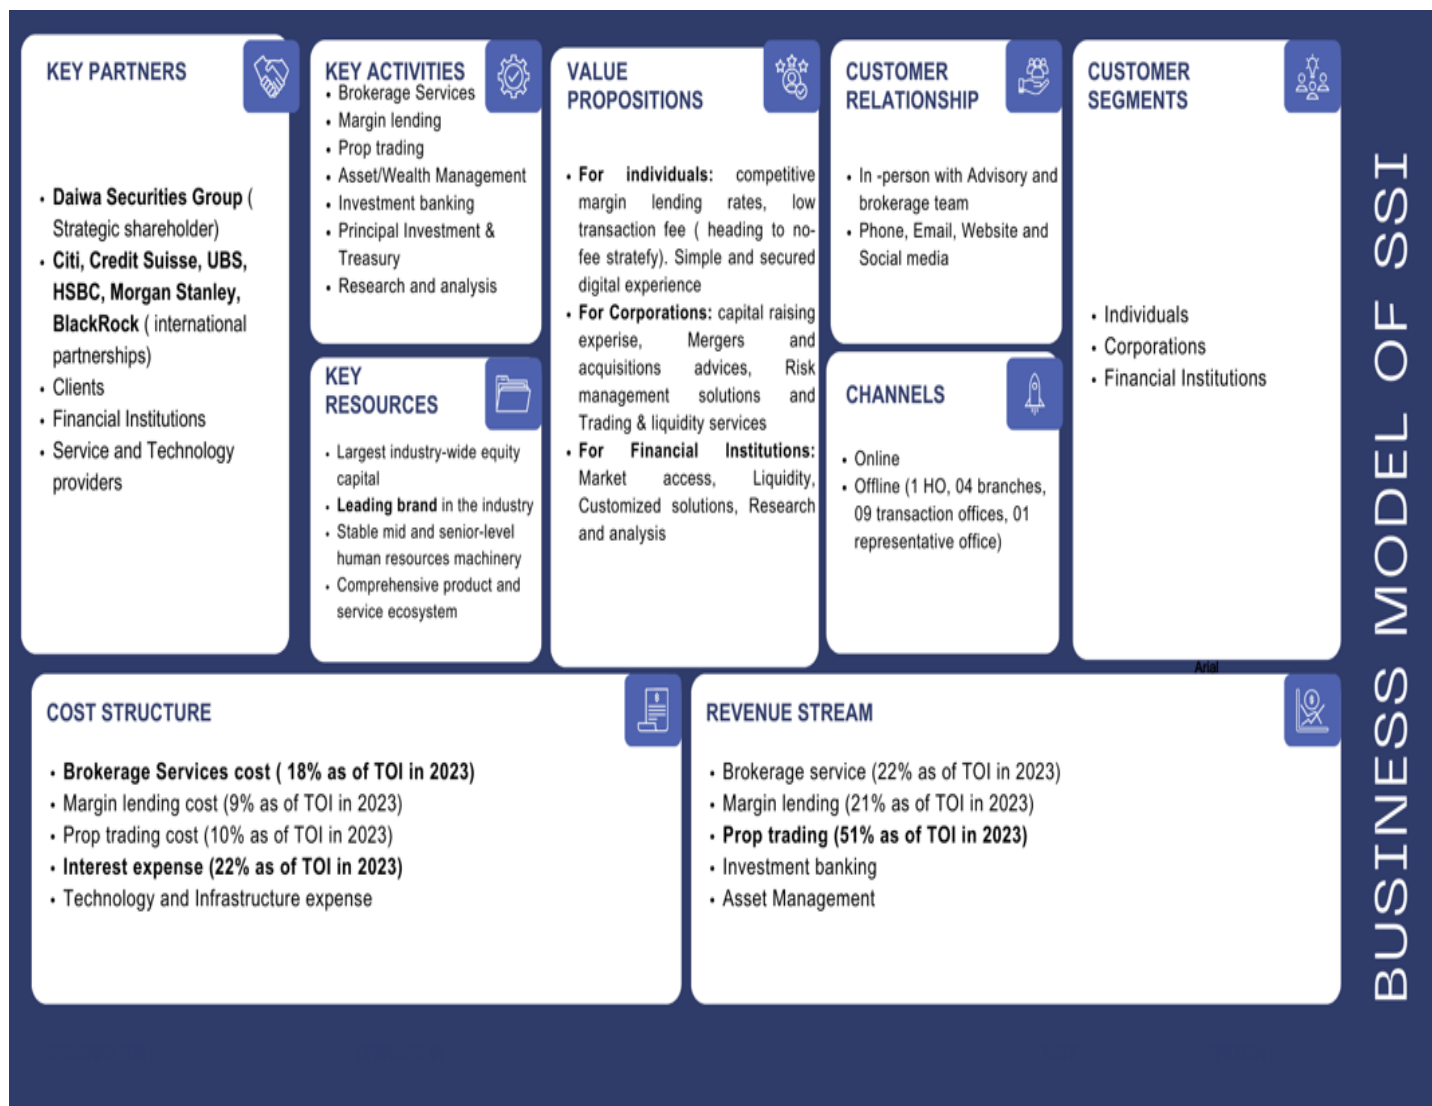 KEY PARTNERS
• Daiwa Securities Group (
Strategic shareholder)
• Citi, Credit Suisse, UBS,
HSBC, Morgan Stanley,
BlackRock ( international
partnerships)
• Clients
• Financial Institutions
• Service and Technology
providers
KEY ACTIVITIES
• Brokerage Services
• Margin lending
• Prop trading
• Asset/Wealth Management
• Investment banking
• Principal Investment &
Treasury
• Research and analysis
KEY
RESOURCES
• Largest industry-wide equity
capital
• Leading brand in the industry
• Stable mid and senior-level
human resources machinery
• Comprehensive product and
service ecosystem
VALUE
PROPOSITIONS
• For individuals: competitive
margin lending rates, low
transaction fee ( heading to no-
fee stratefy). Simple and secured
digital experience
• For Corporations: capital raising
experise, Mergers and
acquisitions advices, Risk
management solutions and
Trading & liquidity services
• For Financial Institutions:
Market access, Liquidity,
Customized solutions, Research
and analysis
CUSTOMER
RELATIONSHIP
• In -person with Advisory and
brokerage team
• Phone, Email, Website and
Social media
CHANNELS
• Online
• Offline (1 HO, 04 branches,
09 transaction offices, 01
representative office)
CUSTOMER
SEGMENTS
• Individuals
• Corporations
• Financial Institutions
Arial
COST STRUCTURE
• Brokerage Services cost ( 18% as of TOI in 2023)
• Margin lending cost (9% as of TOI in 2023)
• Prop trading cost (10% as of TOI in 2023)
• Interest expense (22% as of TOI in 2023)
• Technology and Infrastructure expense
REVENUE STREAM
• Brokerage service (22% as of TOI in 2023)
• Margin lending (21% as of TOI in 2023)
• Prop trading (51% as of TOI in 2023)
• Investment banking
• Asset Management
BUSINESS MODEL OF SSI